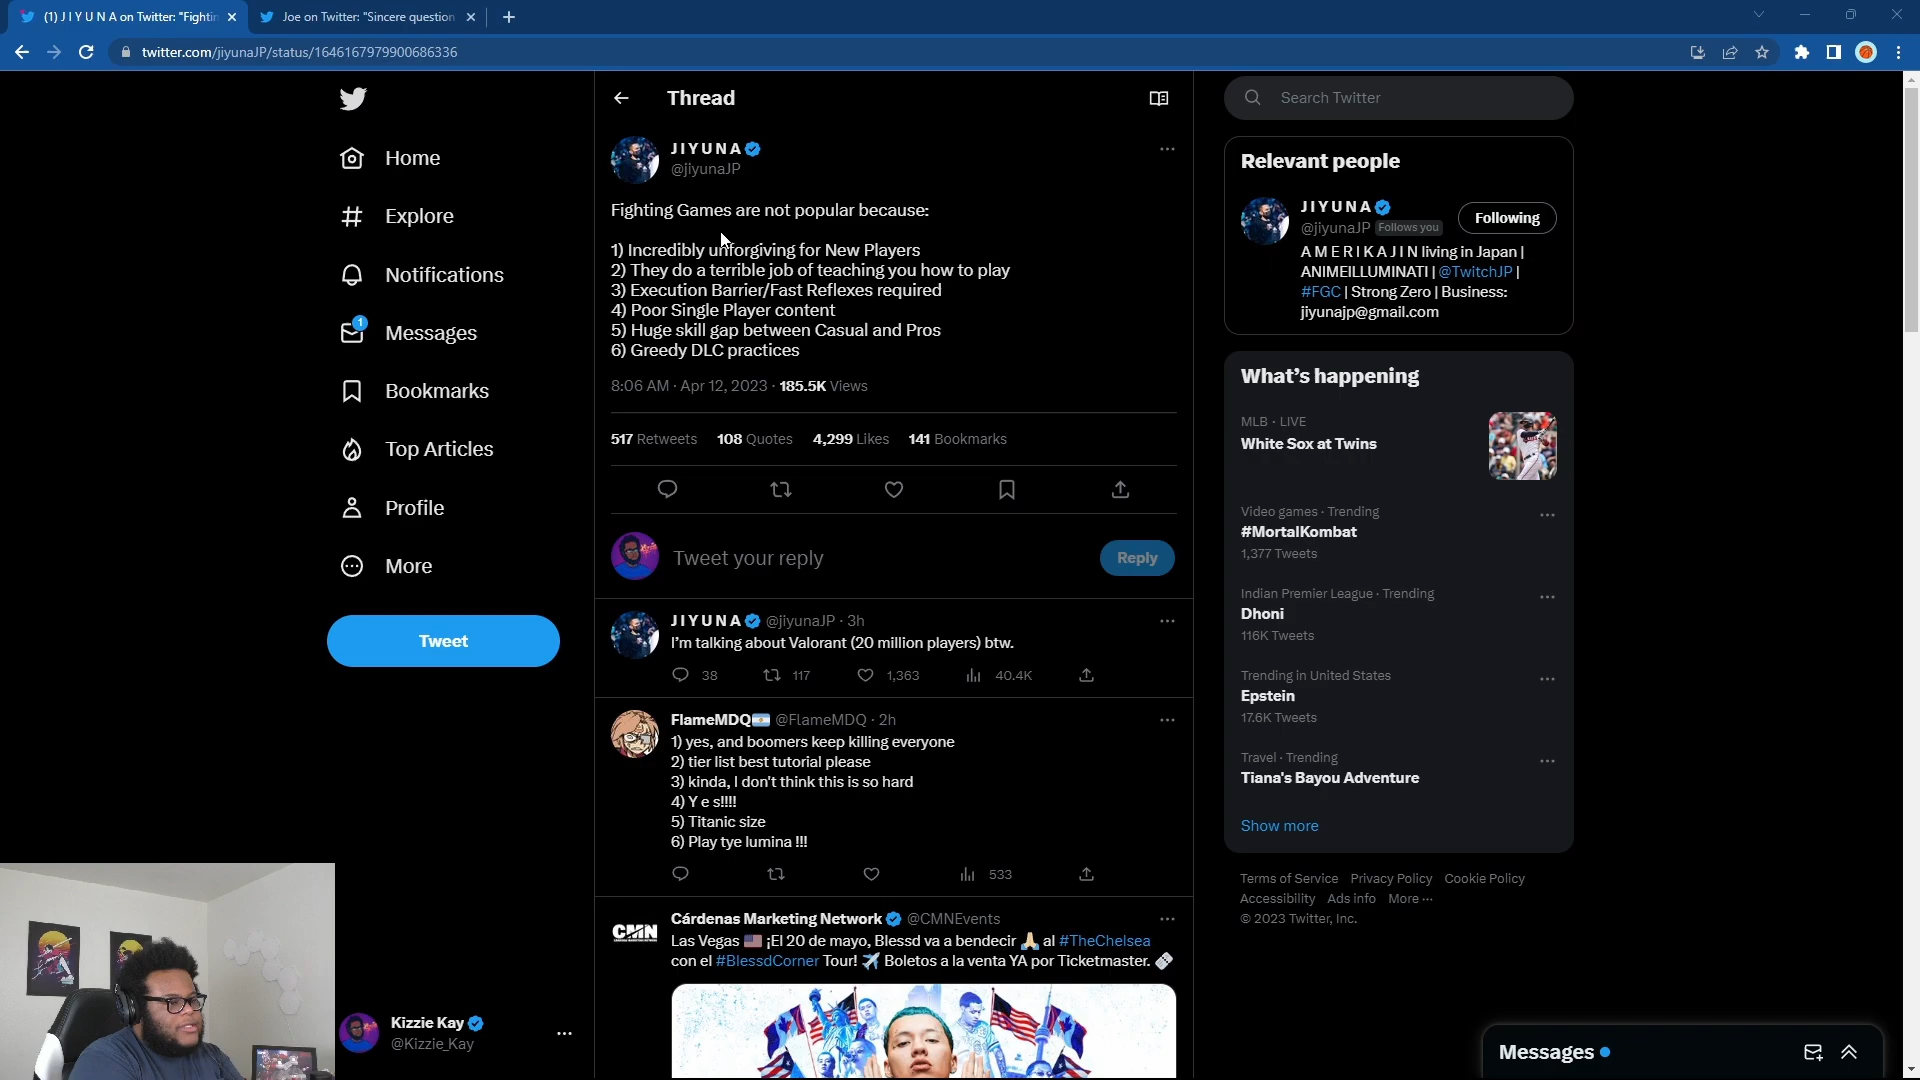 (1) J I Y U N A on Twitter: "Fightin
Joe on Twitter: "Sincere question
twitter.com/jiyunaJP/status/1646167979900686336
Home
Explore
Notifications
1
Messages
Bookmarks
Top Articles
Profile
More
Tweet
Kizzie Kay
@Kizzie_Kay
Thread
J I Y U N A
@jiyunaJP
Fighting Games are not popular because:
1) Incredibly unforgiving for New Players
2) They do a terrible job of teaching you how to play
3) Execution Barrier/Fast Reflexes required
4) Poor Single Player content
5) Huge skill gap between Casual and Pros
6) Greedy DLC practices
8:06 AM · Apr 12, 2023 · 185.5K Views
517 Retweets 108 Quotes 4,299 Likes 141 Bookmarks
Tweet your reply
Reply
J I Y U N A @jiyunaJP · 3h
I'm talking about Valorant (20 million players) btw.
38 117 1,363 40.4K
FlameMDQ @FlameMDQ · 2h
1) yes, and boomers keep killing everyone
2) tier list best tutorial please
3) kinda, I don't think this is so hard
4) Y e s!!!!
5) Titanic size
6) Play tye lumina !!!
533
CMN
Cárdenas Marketing Network @CMNEvents
Las Vegas 🇺🇸 ¡El 20 de mayo, Blessd va a bendecir 🙏 al #TheChelsea
con el #BlessdCorner Tour! ✈️ Boletos a la venta YA por Ticketmaster.
Search Twitter
Relevant people
J I Y U N A
@jiyunaJP Follows you
Following
A M E R I K A J I N living in Japan |
ANIMEILLUMINATI | @TwitchJP |
#FGC | Strong Zero | Business:
jiyunajp@gmail.com
What's happening
MLB · LIVE
White Sox at Twins
Video games · Trending
#MortalKombat
1,377 Tweets
Indian Premier League · Trending
Dhoni
116K Tweets
Trending in United States
Epstein
17.6K Tweets
Travel · Trending
Tiana's Bayou Adventure
Show more
Terms of Service Privacy Policy Cookie Policy
Accessibility Ads info More ···
© 2023 Twitter, Inc.
Messages